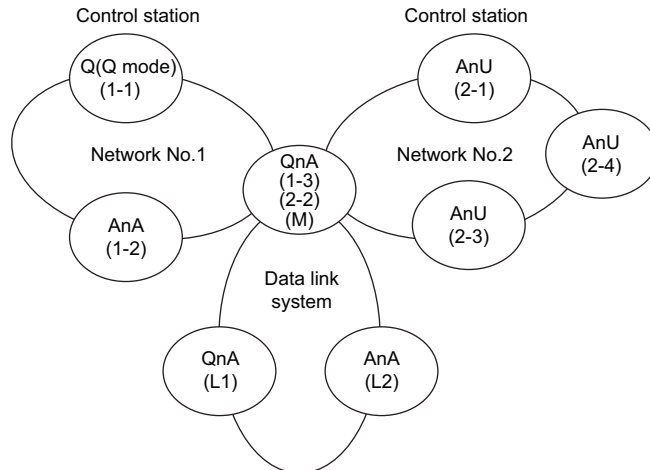 Control station
Control station
Q(Q mode)
(1-1)
AnU
(2-1)
Network No.1
QnA
(1-3)
(2-2)
(M)
Network No.2
AnU
(2-4)
AnA
(1-2)
AnU
(2-3)
Data link
system
QnA
(L1)
AnA
(L2)